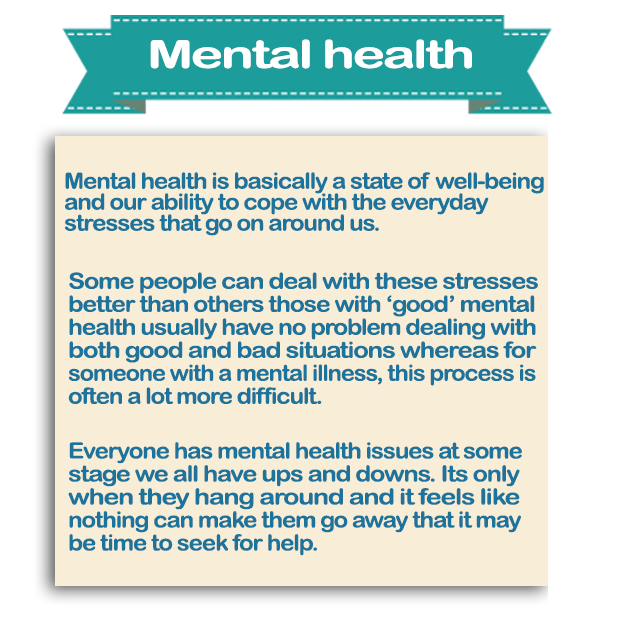 Mental health
Mental health is basically a state of well-being
and our ability to cope with the everyday
stresses that go on around us.
Some people can deal with these stresses
better than others those with ‘good’ mental
health usually have no problem dealing with
both good and bad situations whereas for
someone with a mental illness, this process is
often a lot more difficult.
Everyone has mental health issues at some
stage we all have ups and downs. Its only
when they hang around and it feels like
nothing can make them go away that it may
be time to seek for help.